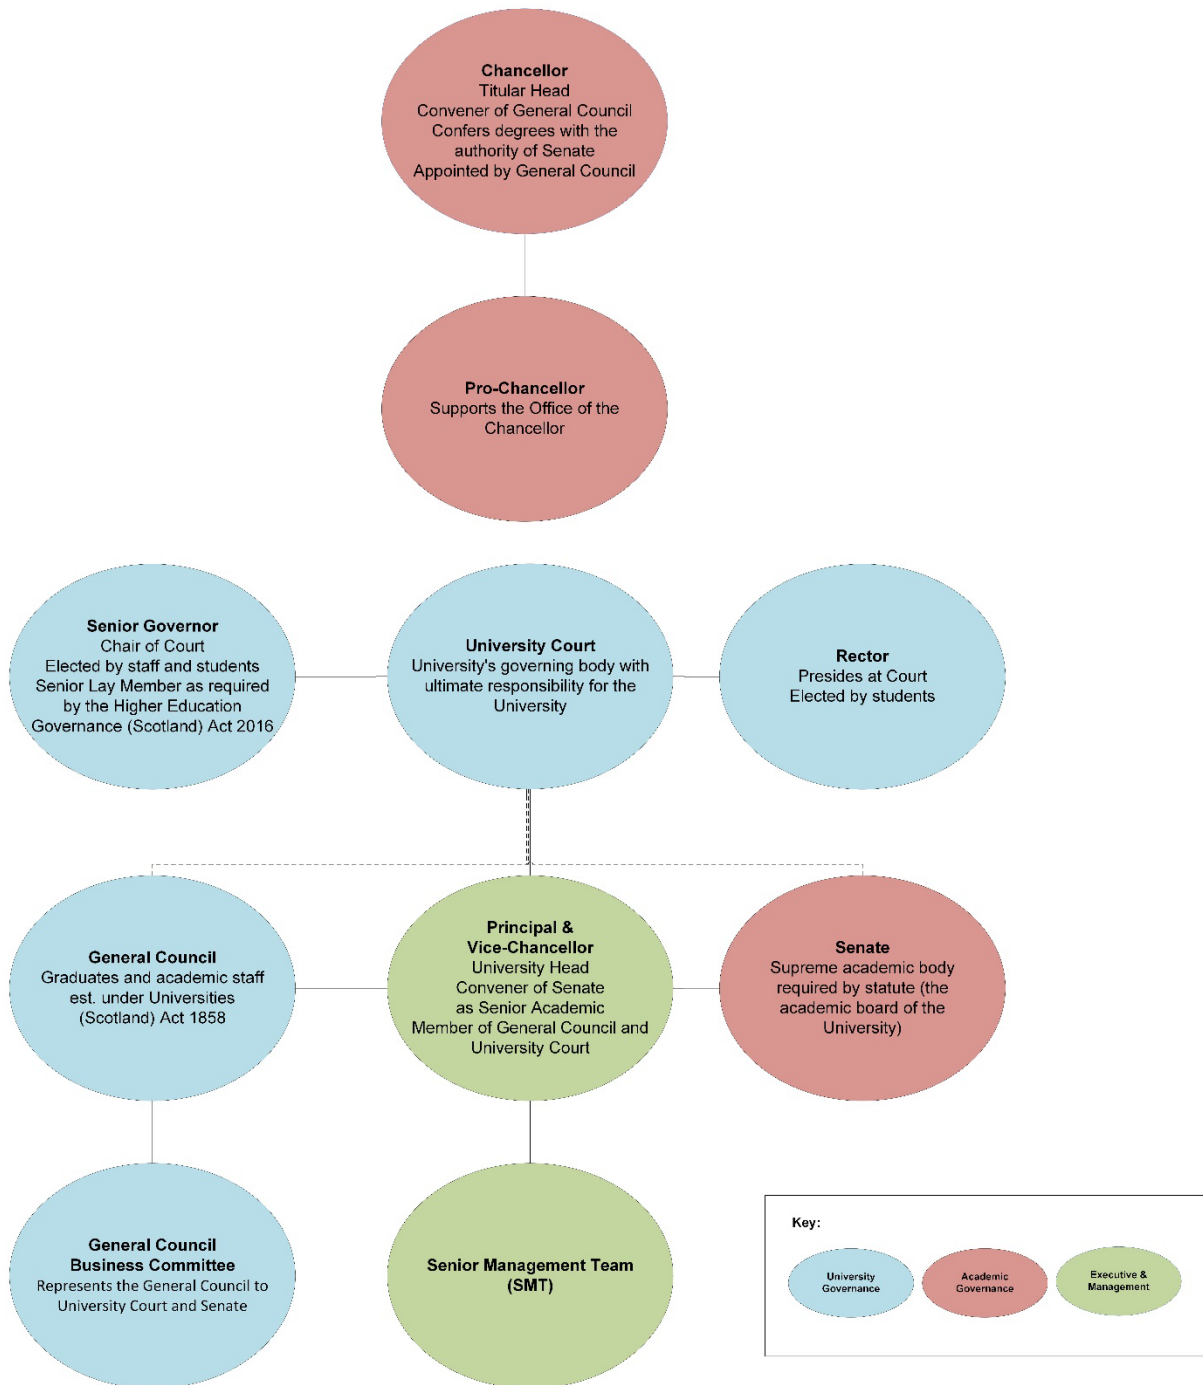 Chancellor
Titular Head
Convener of General Council
Confers degrees with the
authority of Senate
Appointed by General Council
Pro-Chancellor
Supports the Office of the
Chancellor
Senior Governor
Chair of Court
Elected by staff and students
Senior Lay Member as required
by the Higher Education
Governance (Scotland) Act 2016
University Court
University's governing body with
ultimate responsibility for the
University
Rector
Presides at Court
Elected by students
General Council
Graduates and academic staff
est. under Universities
(Scotland) Act 1858
Principal &
Vice-Chancellor
University Head
Convener of Senate
as Senior Academic
Member of General Council and
University Court
Senate
Supreme academic body
required by statute (the
academic board of the
University)
General Council
Business Committee
Represents the General Council to
University Court and Senate
Senior Management Team
(SMT)
Key:
University
Governance
Academic
Governance
Executive &
Management